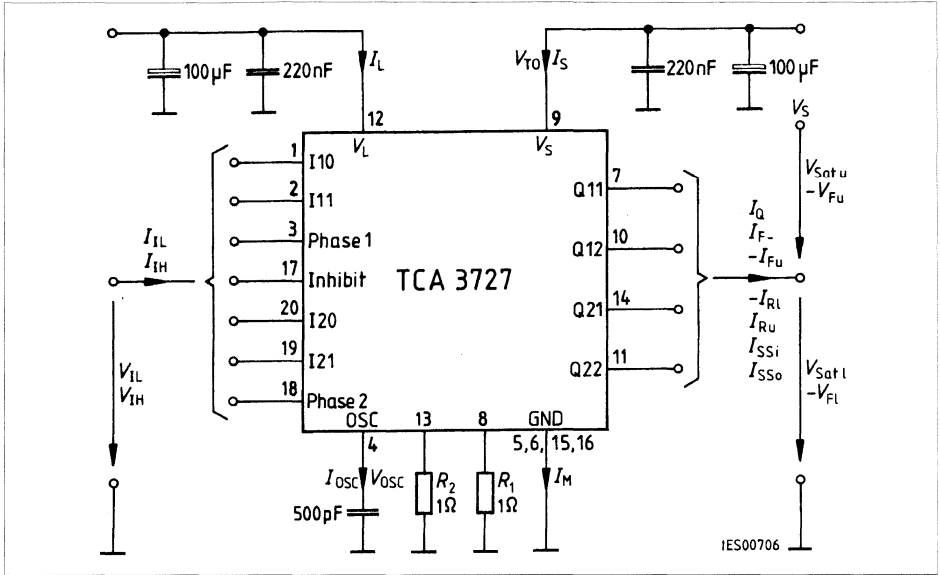 100µF
220nF
I_L
V_TO I_S
220nF
100µF
12
9
V_L
V_S
V_S
1
I10
2
I11
3
Phase 1
17
Inhibit
20
I20
19
I21
18
Phase 2
TCA 3727
7
Q11
10
Q12
14
Q21
11
Q22
I_IL
I_IH
V_IL
V_IH
V_Sat u
-V_Fu
I_Q
I_F-
-I_Fu
-I_Rl
I_Ru
I_SSi
I_SSo
V_Sat l
-V_Fl
OSC
13
8
GND
4
5,6, 15,16
I_OSC
V_OSC
R_2
1Ω
R_1
1Ω
I_M
500pF
IES00706